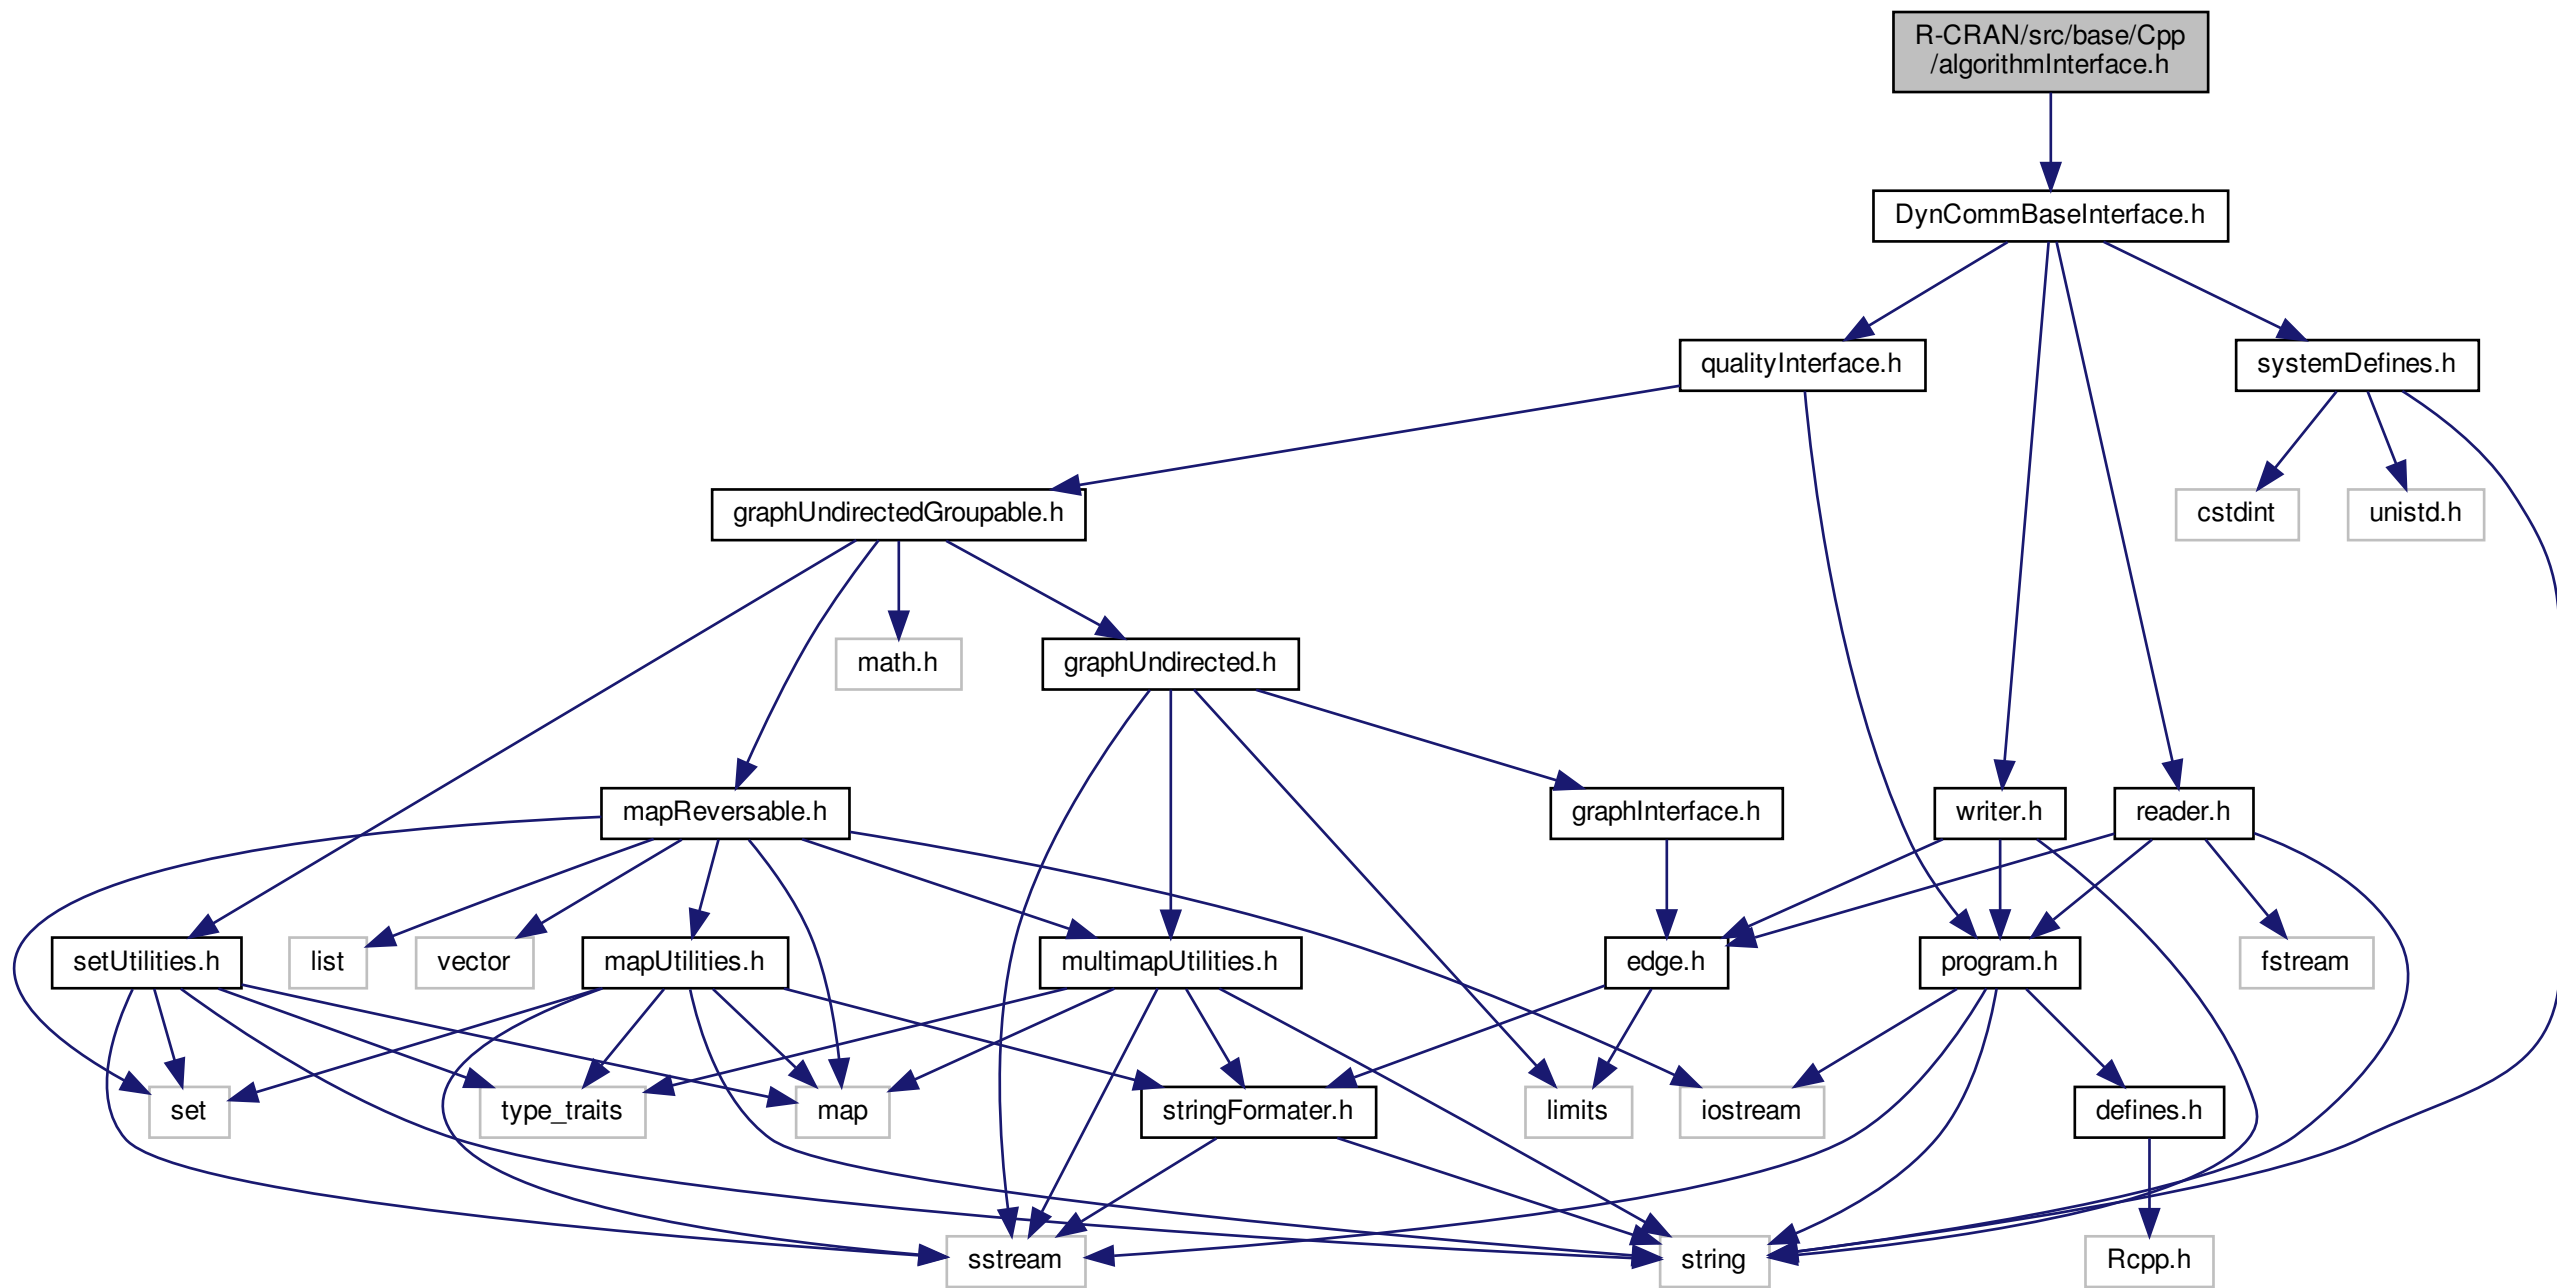 R-CRAN/src/base/Cpp
/algorithmInterface.h
DynCommBaseInterface.h
qualityInterface.h
systemDefines.h
graphUndirectedGroupable.h
cstdint
unistd.h
math.h
graphUndirected.h
mapReversable.h
graphInterface.h
writer.h
reader.h
setUtilities.h
list
vector
mapUtilities.h
multimapUtilities.h
edge.h
program.h
fstream
set
type_traits
map
stringFormater.h
limits
iostream
defines.h
sstream
string
Rcpp.h